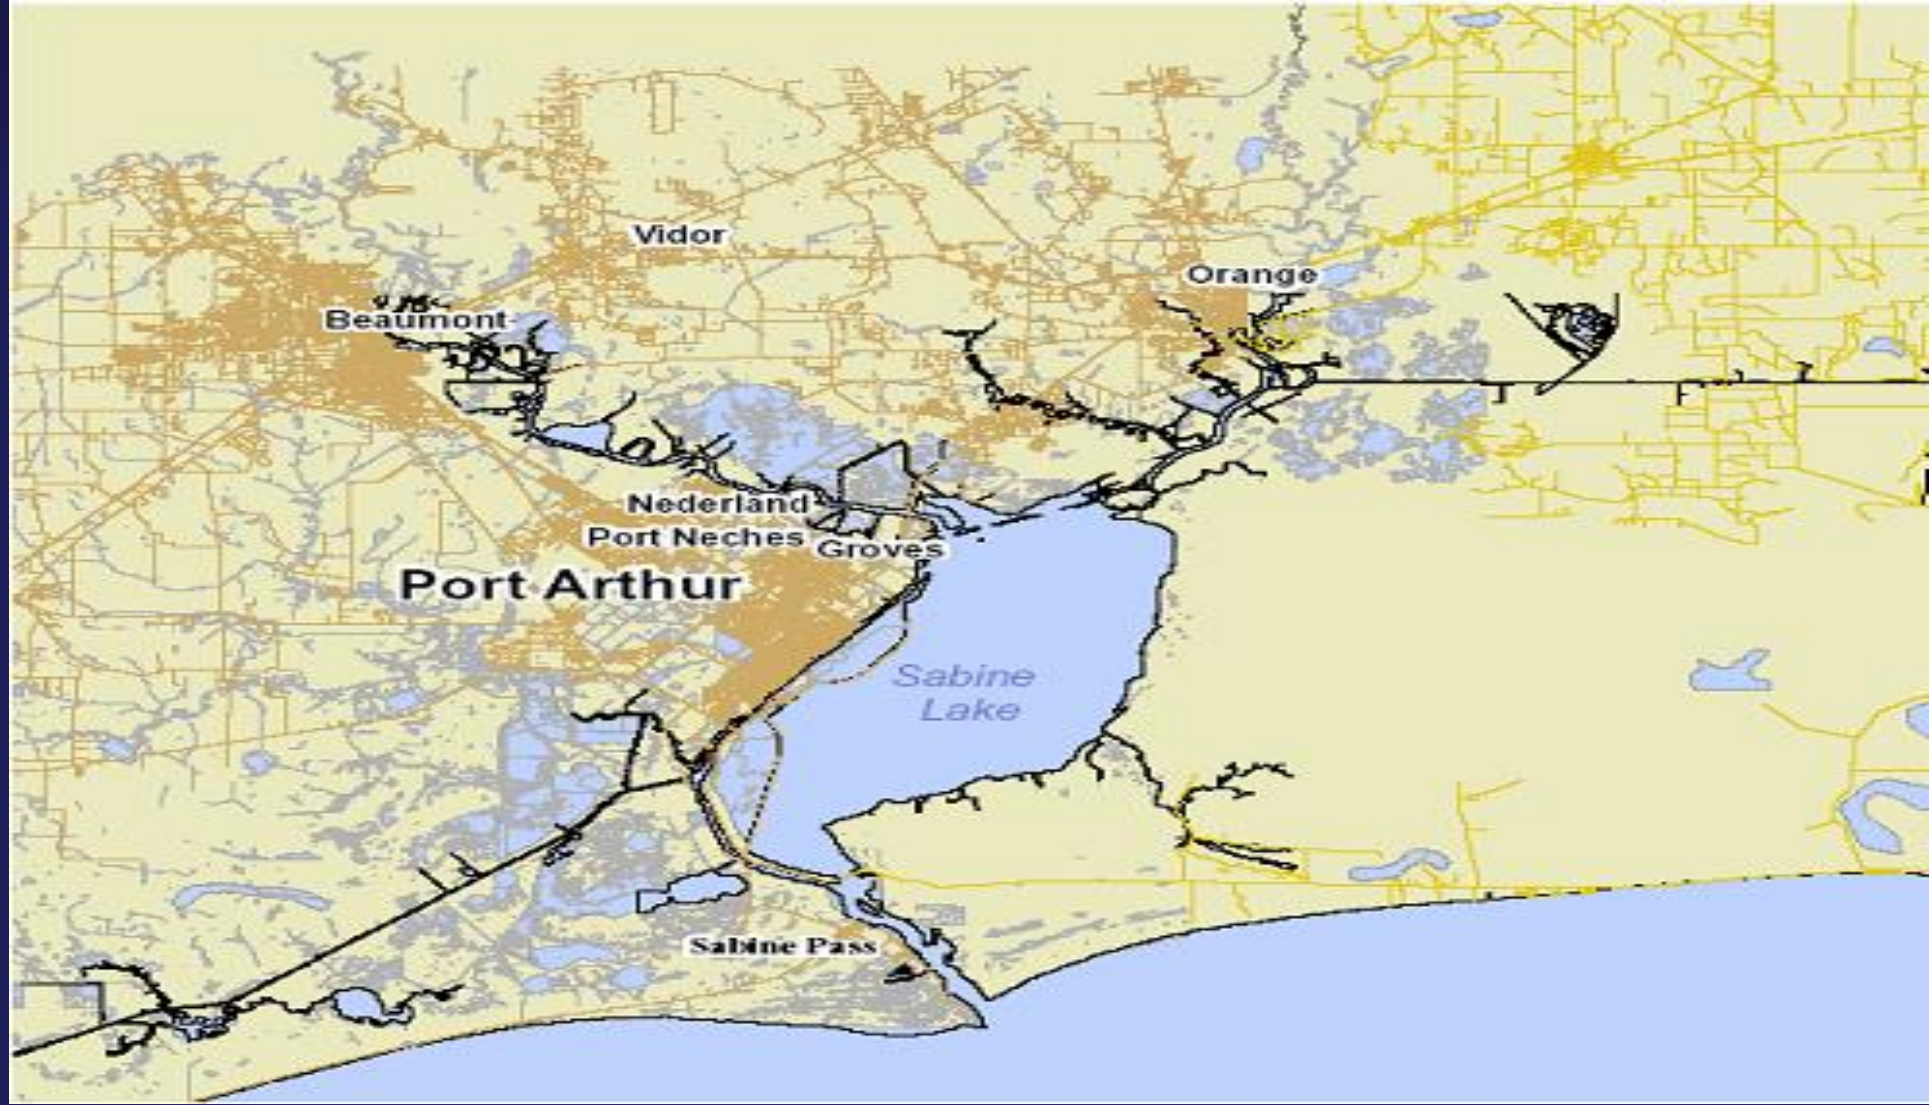 Vidor
Orange
Beaumont
Nederland
Port Neches
Groves
Port Arthur
Sabine
Lake
Sabine Pass